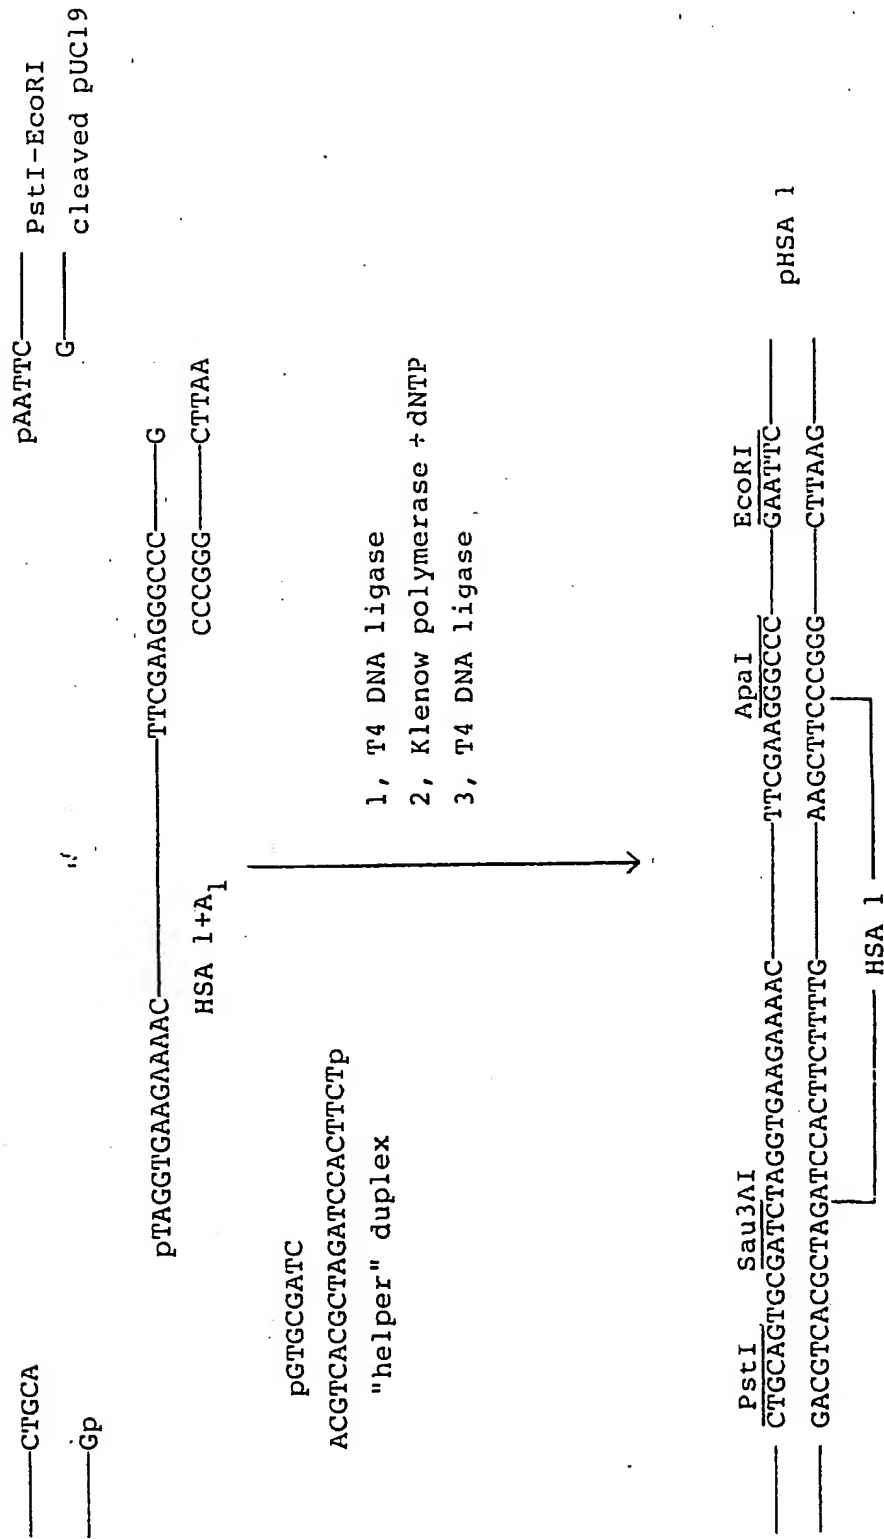 ——CTGCA
——Gp
pAATTC—— PstI-EcoRI
G—— cleaved pUC19
pTAGGTGAAGAAAAC——TTCGAAGGGCCC——G
CCCGGG——CTTAA
HSA 1+A1
pGTGCGATC
ACGTCACGCTAGATCCACTTCTp
"helper" duplex
1, T4 DNA ligase
2, Klenow polymerase ÷ dNTP
3, T4 DNA ligase
PstI Sau3AI ApaI EcoRI
——CTGCAGTGCGATCTAGGTGAAGAAAAC——TTCGAAGGGCCC——GAATTC——
——GACGTCACGCTAGATCCACTTCTTTTG——AAGCTTCCCGGG——CTTAAG——
pHSA 1
HSA 1